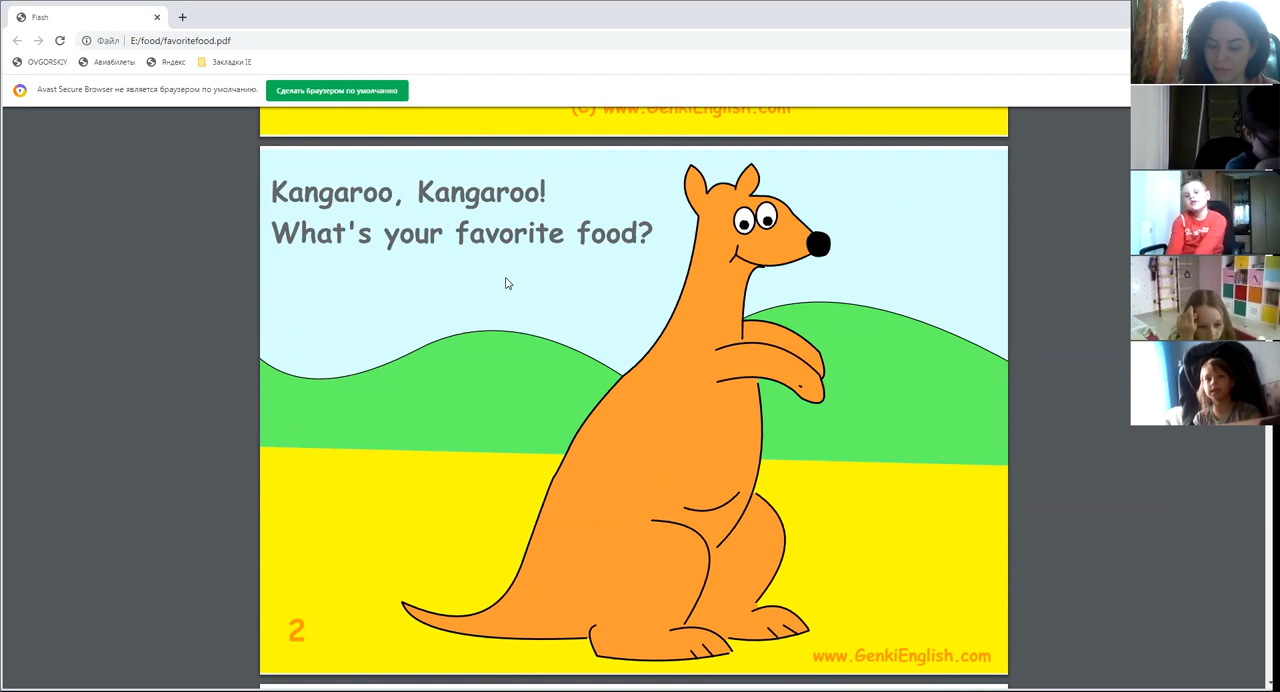 Flash
Файл E:/food/favoritefood.pdf
OVGORSKIY Авиабилеты Яндекс Закладки IE
Avast Secure Browser не является браузером по умолчанию. Сделать браузером по умолчанию
(C) www.GenkiEnglish.com
Kangaroo, Kangaroo!
What's your favorite food?
2
www.GenkiEnglish.com